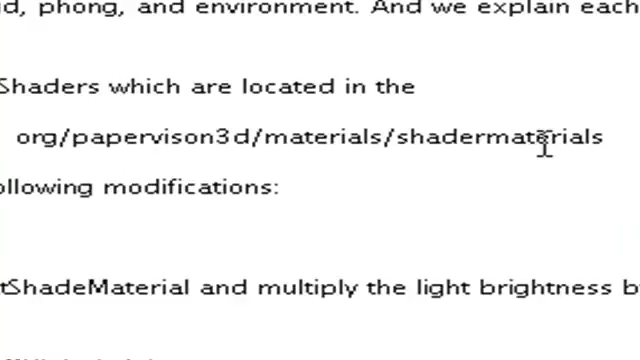 phong, and environment. And we explain each
Shaders which are located in the
org/papervison3d/materials/shadermaterials
following modifications:
tShadeMaterial and multiply the light brightness